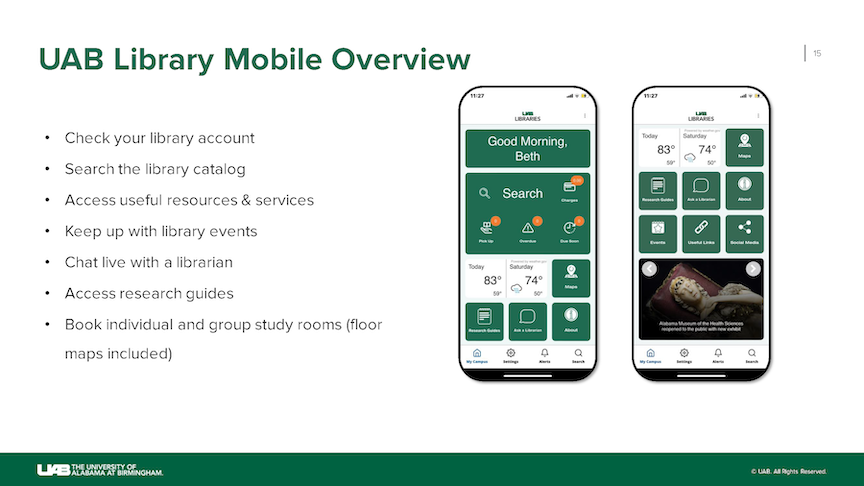 UAB Library Mobile Overview
15
• Check your library account
• Search the library catalog
• Access useful resources & services
• Keep up with library events
• Chat live with a librarian
• Access research guides
• Book individual and group study rooms (floor
maps included)
11:27
UAB
LIBRARIES
Good Morning,
Beth
Search
Charges
Pick Up
Overdue
Due Soon
Today
83°
59°
Saturday
74°
50°
Maps
Research Guides
Ask a Librarian
About
My Campus
Settings
Alerts
Search
11:27
UAB
LIBRARIES
Today
83°
59°
Saturday
74°
50°
Maps
Research Guides
Ask a Librarian
About
Events
Useful Links
Social Media
Alabama Museum of the Health Sciences
reopened to the public with new exhibit
My Campus
Settings
Alerts
Search
UAB THE UNIVERSITY OF
ALABAMA AT BIRMINGHAM.
© UAB. All Rights Reserved.